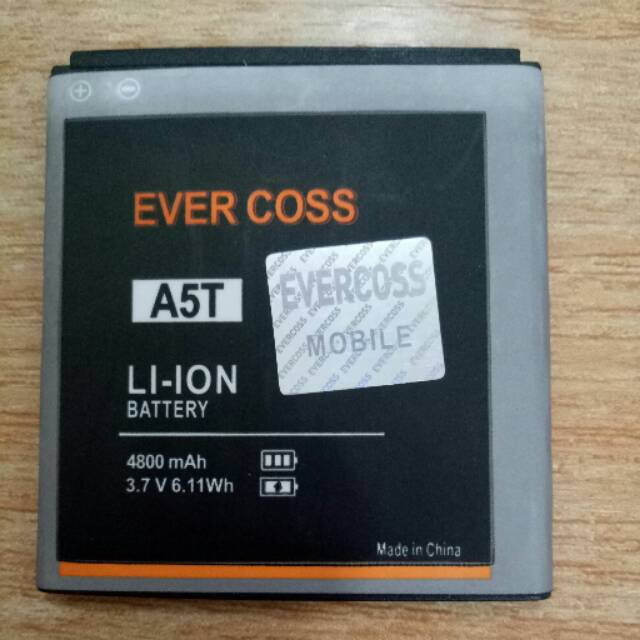 EVER COSS
A5T
EVERCOSS
MOBILE
LI-ION
BATTERY
4800 mAh
3.7 V 6.11Wh
Made in China